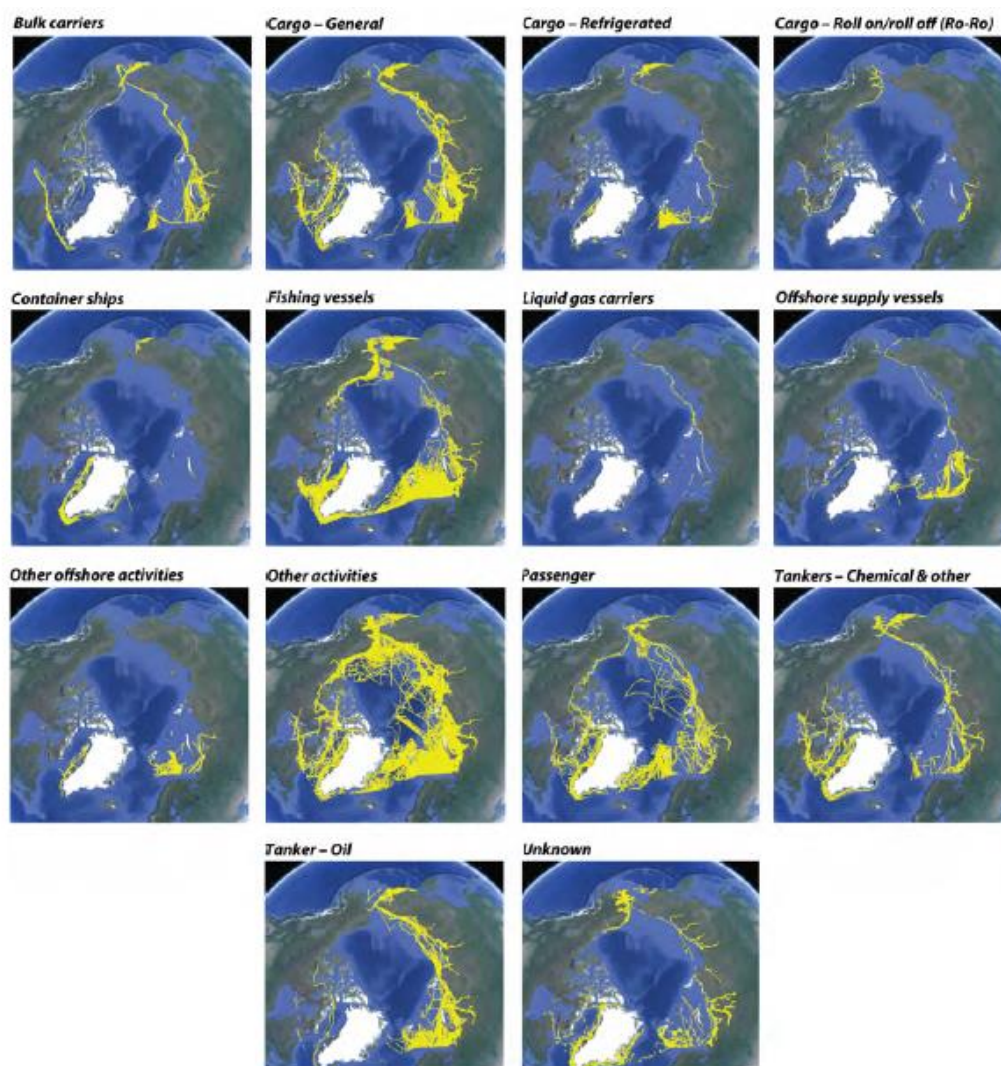 Bulk carriers
Cargo – General
Cargo – Refrigerated
Cargo – Roll on/roll off (Ro-Ro)
Container ships
Fishing vessels
Liquid gas carriers
Offshore supply vessels
Other offshore activities
Other activities
Passenger
Tankers – Chemical & other
Tanker – Oil
Unknown